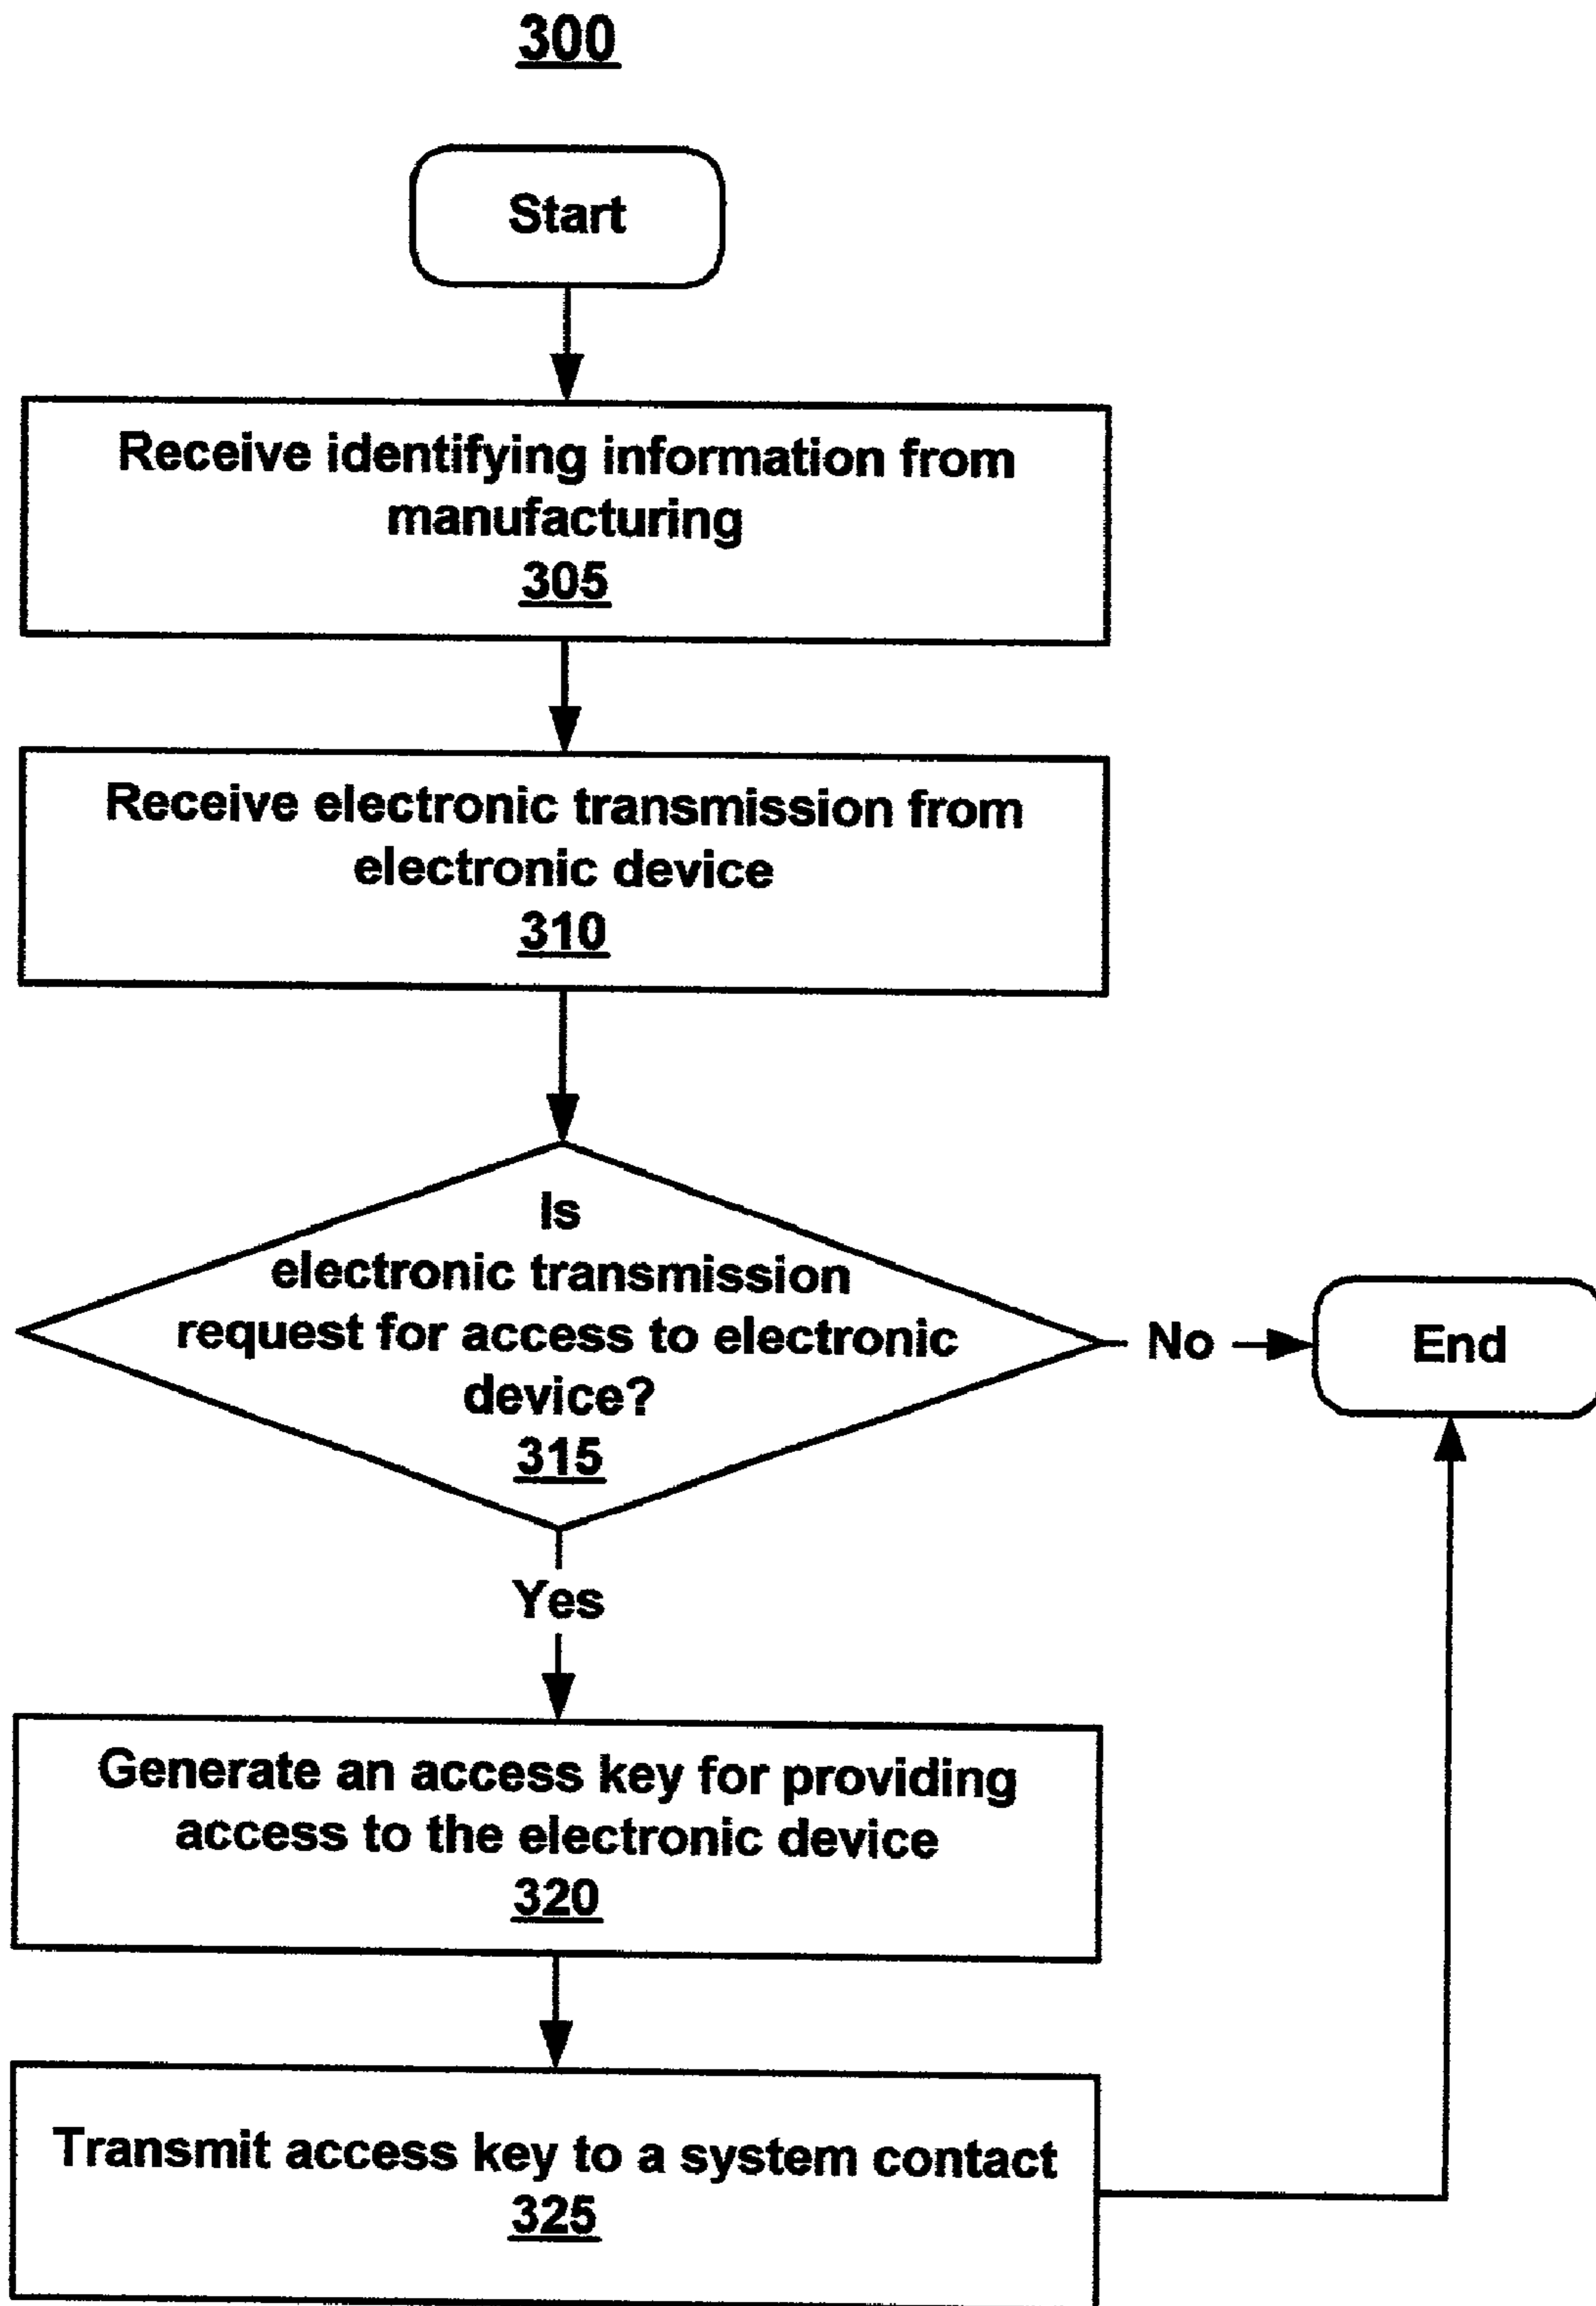 300
Start
Receive identifying information from
manufacturing
305
Receive electronic transmission from
electronic device
310
Is
electronic transmission
request for access to electronic
device?
315
No
End
Yes
Generate an access key for providing
access to the electronic device
320
Transmit access key to a system contact
325